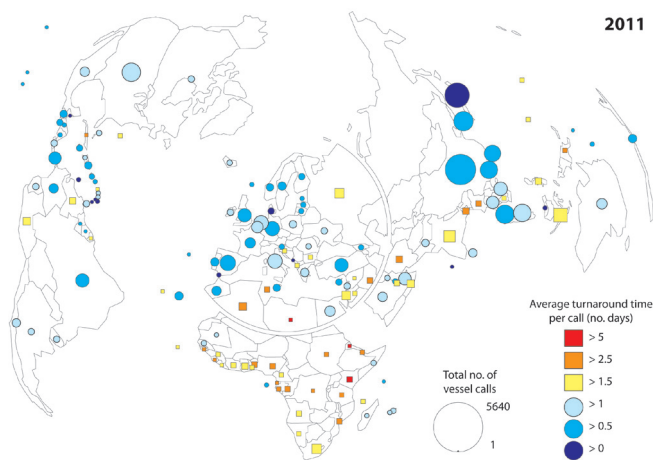 2011
Average turnaround time
per call (no. days)
> 5
> 2.5
> 1.5
> 1
> 0.5
> 0
Total no. of
vessel calls
5640
1